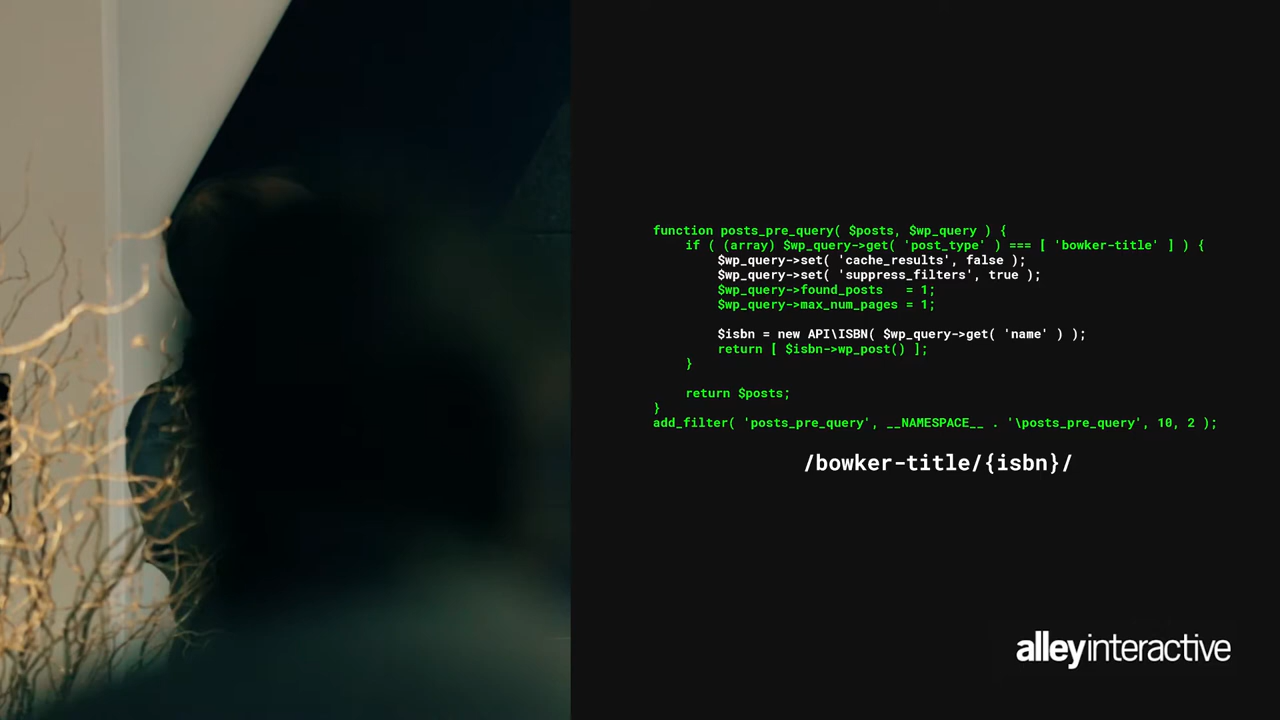 function posts_pre_query( $posts, $wp_query ) {
    if ( (array) $wp_query->get( 'post_type' ) === [ 'bowker-title' ] ) {
        $wp_query->set( 'cache_results', false );
        $wp_query->set( 'suppress_filters', true );
        $wp_query->found_posts   = 1;
        $wp_query->max_num_pages = 1;

        $isbn = new API\ISBN( $wp_query->get( 'name' ) );
        return [ $isbn->wp_post() ];
    }

    return $posts;
}
add_filter( 'posts_pre_query', __NAMESPACE__ . '\posts_pre_query', 10, 2 );
/bowker-title/{isbn}/
alleyinteractive